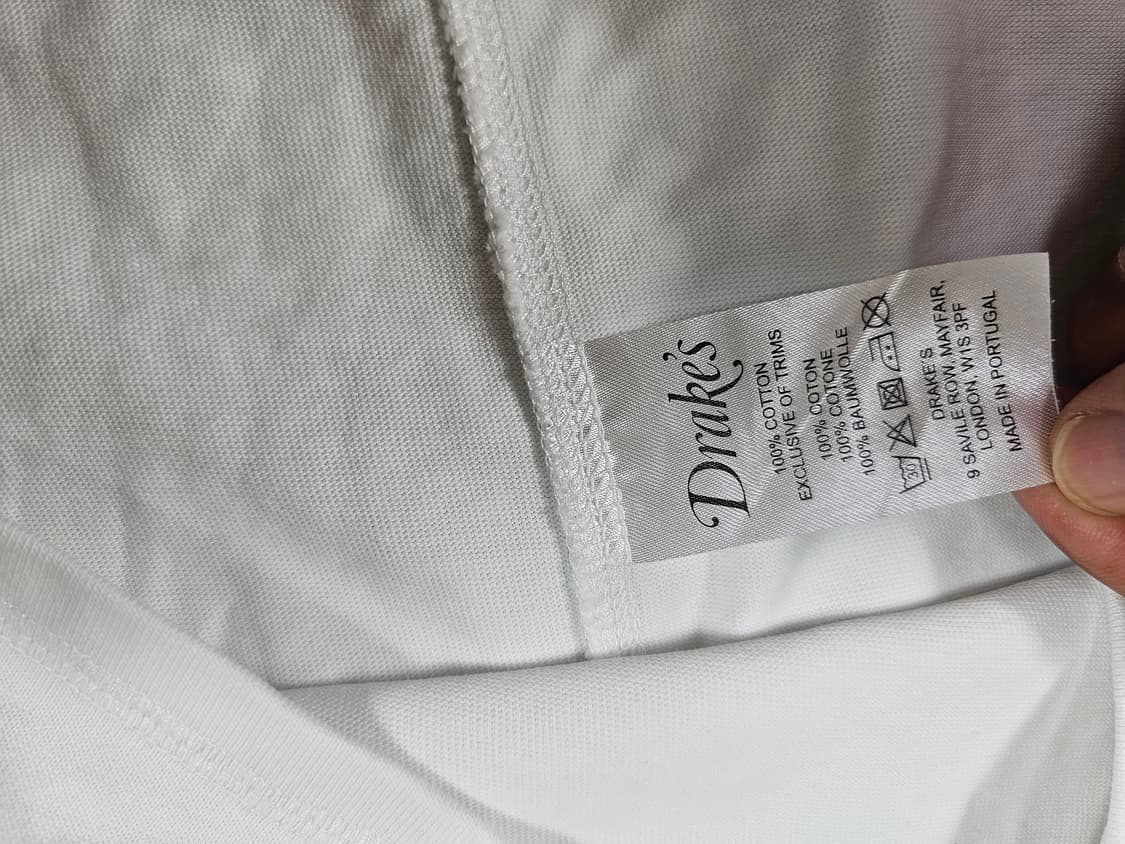 Drake's
100% COTTON
EXCLUSIVE OF TRIMS
100% COTON
100% COTONE
100% BAUMWOLLE
30
DRAKE'S
9 SAVILE ROW, MAYFAIR,
LONDON, W1S 3PF
MADE IN PORTUGAL